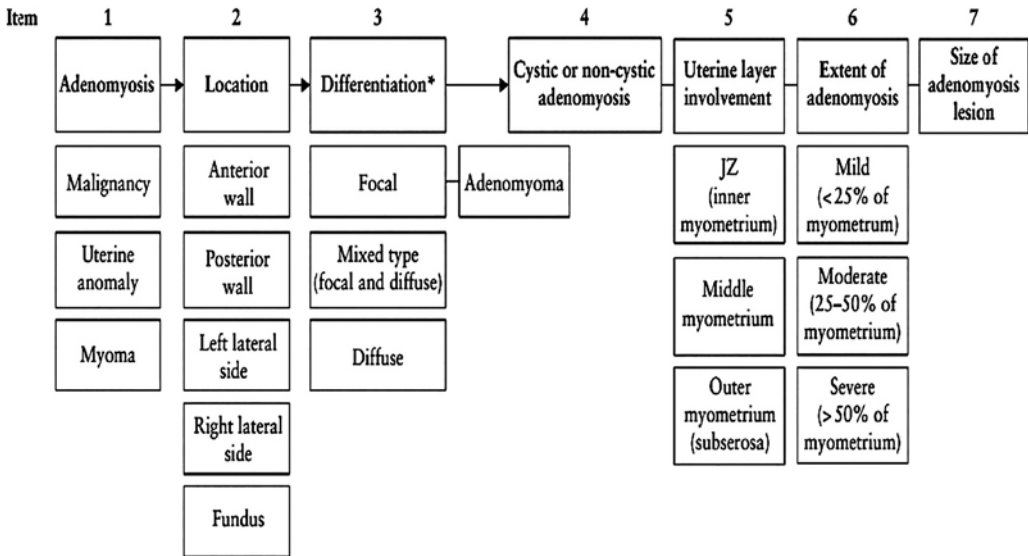 Item 1 2 3 4 5 6 7
Adenomyosis
Location
Differentiation*
Cystic or non-cystic
adenomyosis
Uterine layer
involvement
Extent of
adenomyosis
Size of
adenomyosis
lesion
Malignancy
Uterine
anomaly
Myoma
Anterior
wall
Posterior
wall
Left lateral
side
Right lateral
side
Fundus
Focal
Adenomyoma
Mixed type
(focal and diffuse)
Diffuse
JZ
(inner
myometrium)
Middle
myometrium
Outer
myometrium
(subserosa)
Mild
(<25% of
myometrum)
Moderate
(25–50% of
myometrium)
Severe
(>50% of
myometrium)